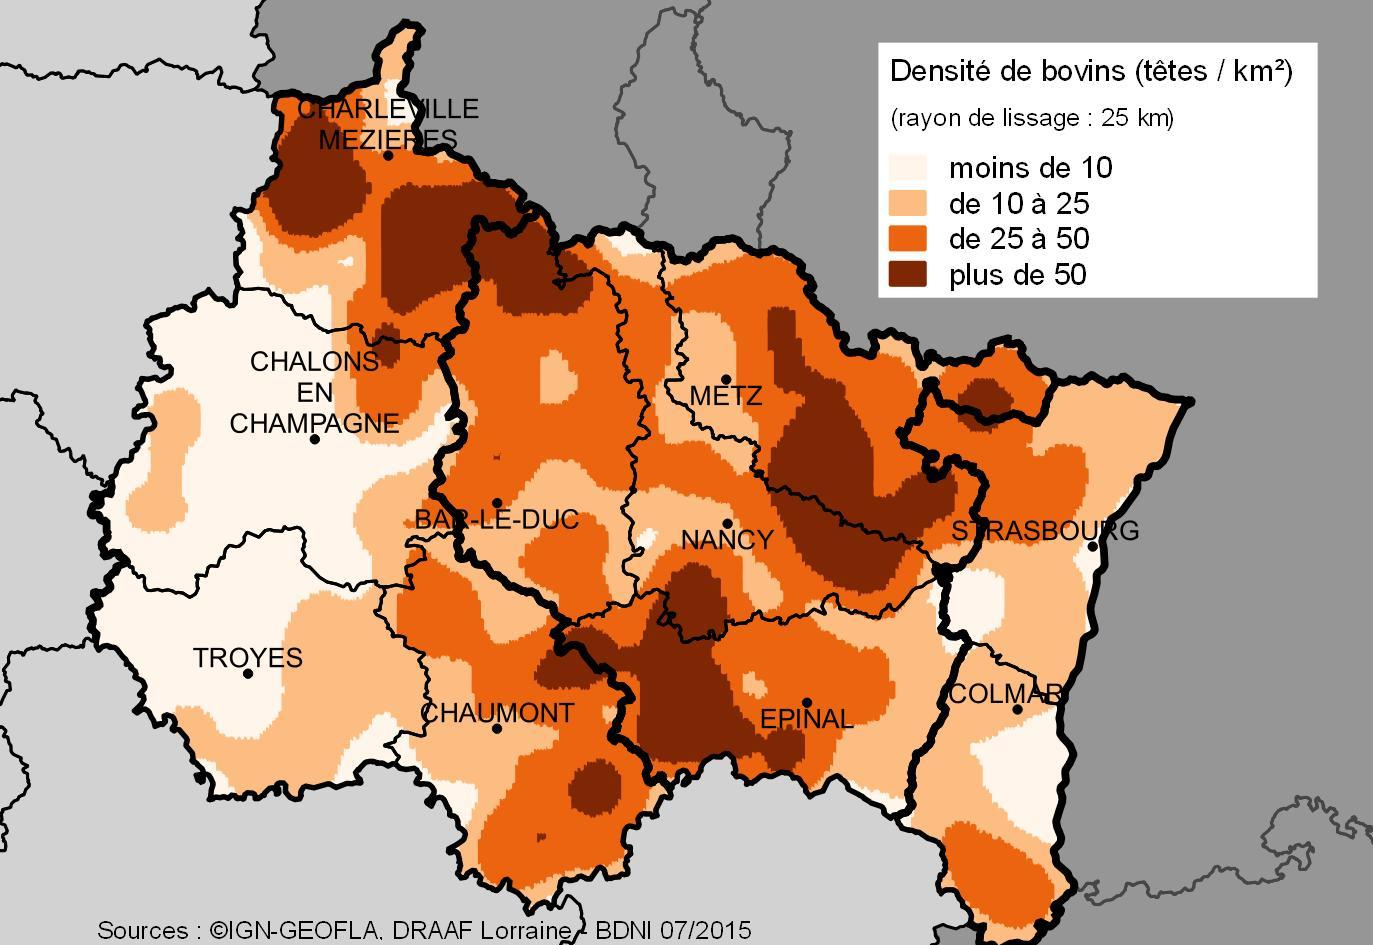 Densité de bovins (têtes / km²)
(rayon de lissage : 25 km)
moins de 10
de 10 à 25
de 25 à 50
plus de 50
CHARLEVILLE
MEZIERES
CHALONS
EN
CHAMPAGNE
METZ
BAR-LE-DUC
NANCY
STRASBOURG
TROYES
CHAUMONT
EPINAL
COLMAR
Sources : ©IGN-GEOFLA, DRAAF Lorraine - BDNI 07/2015